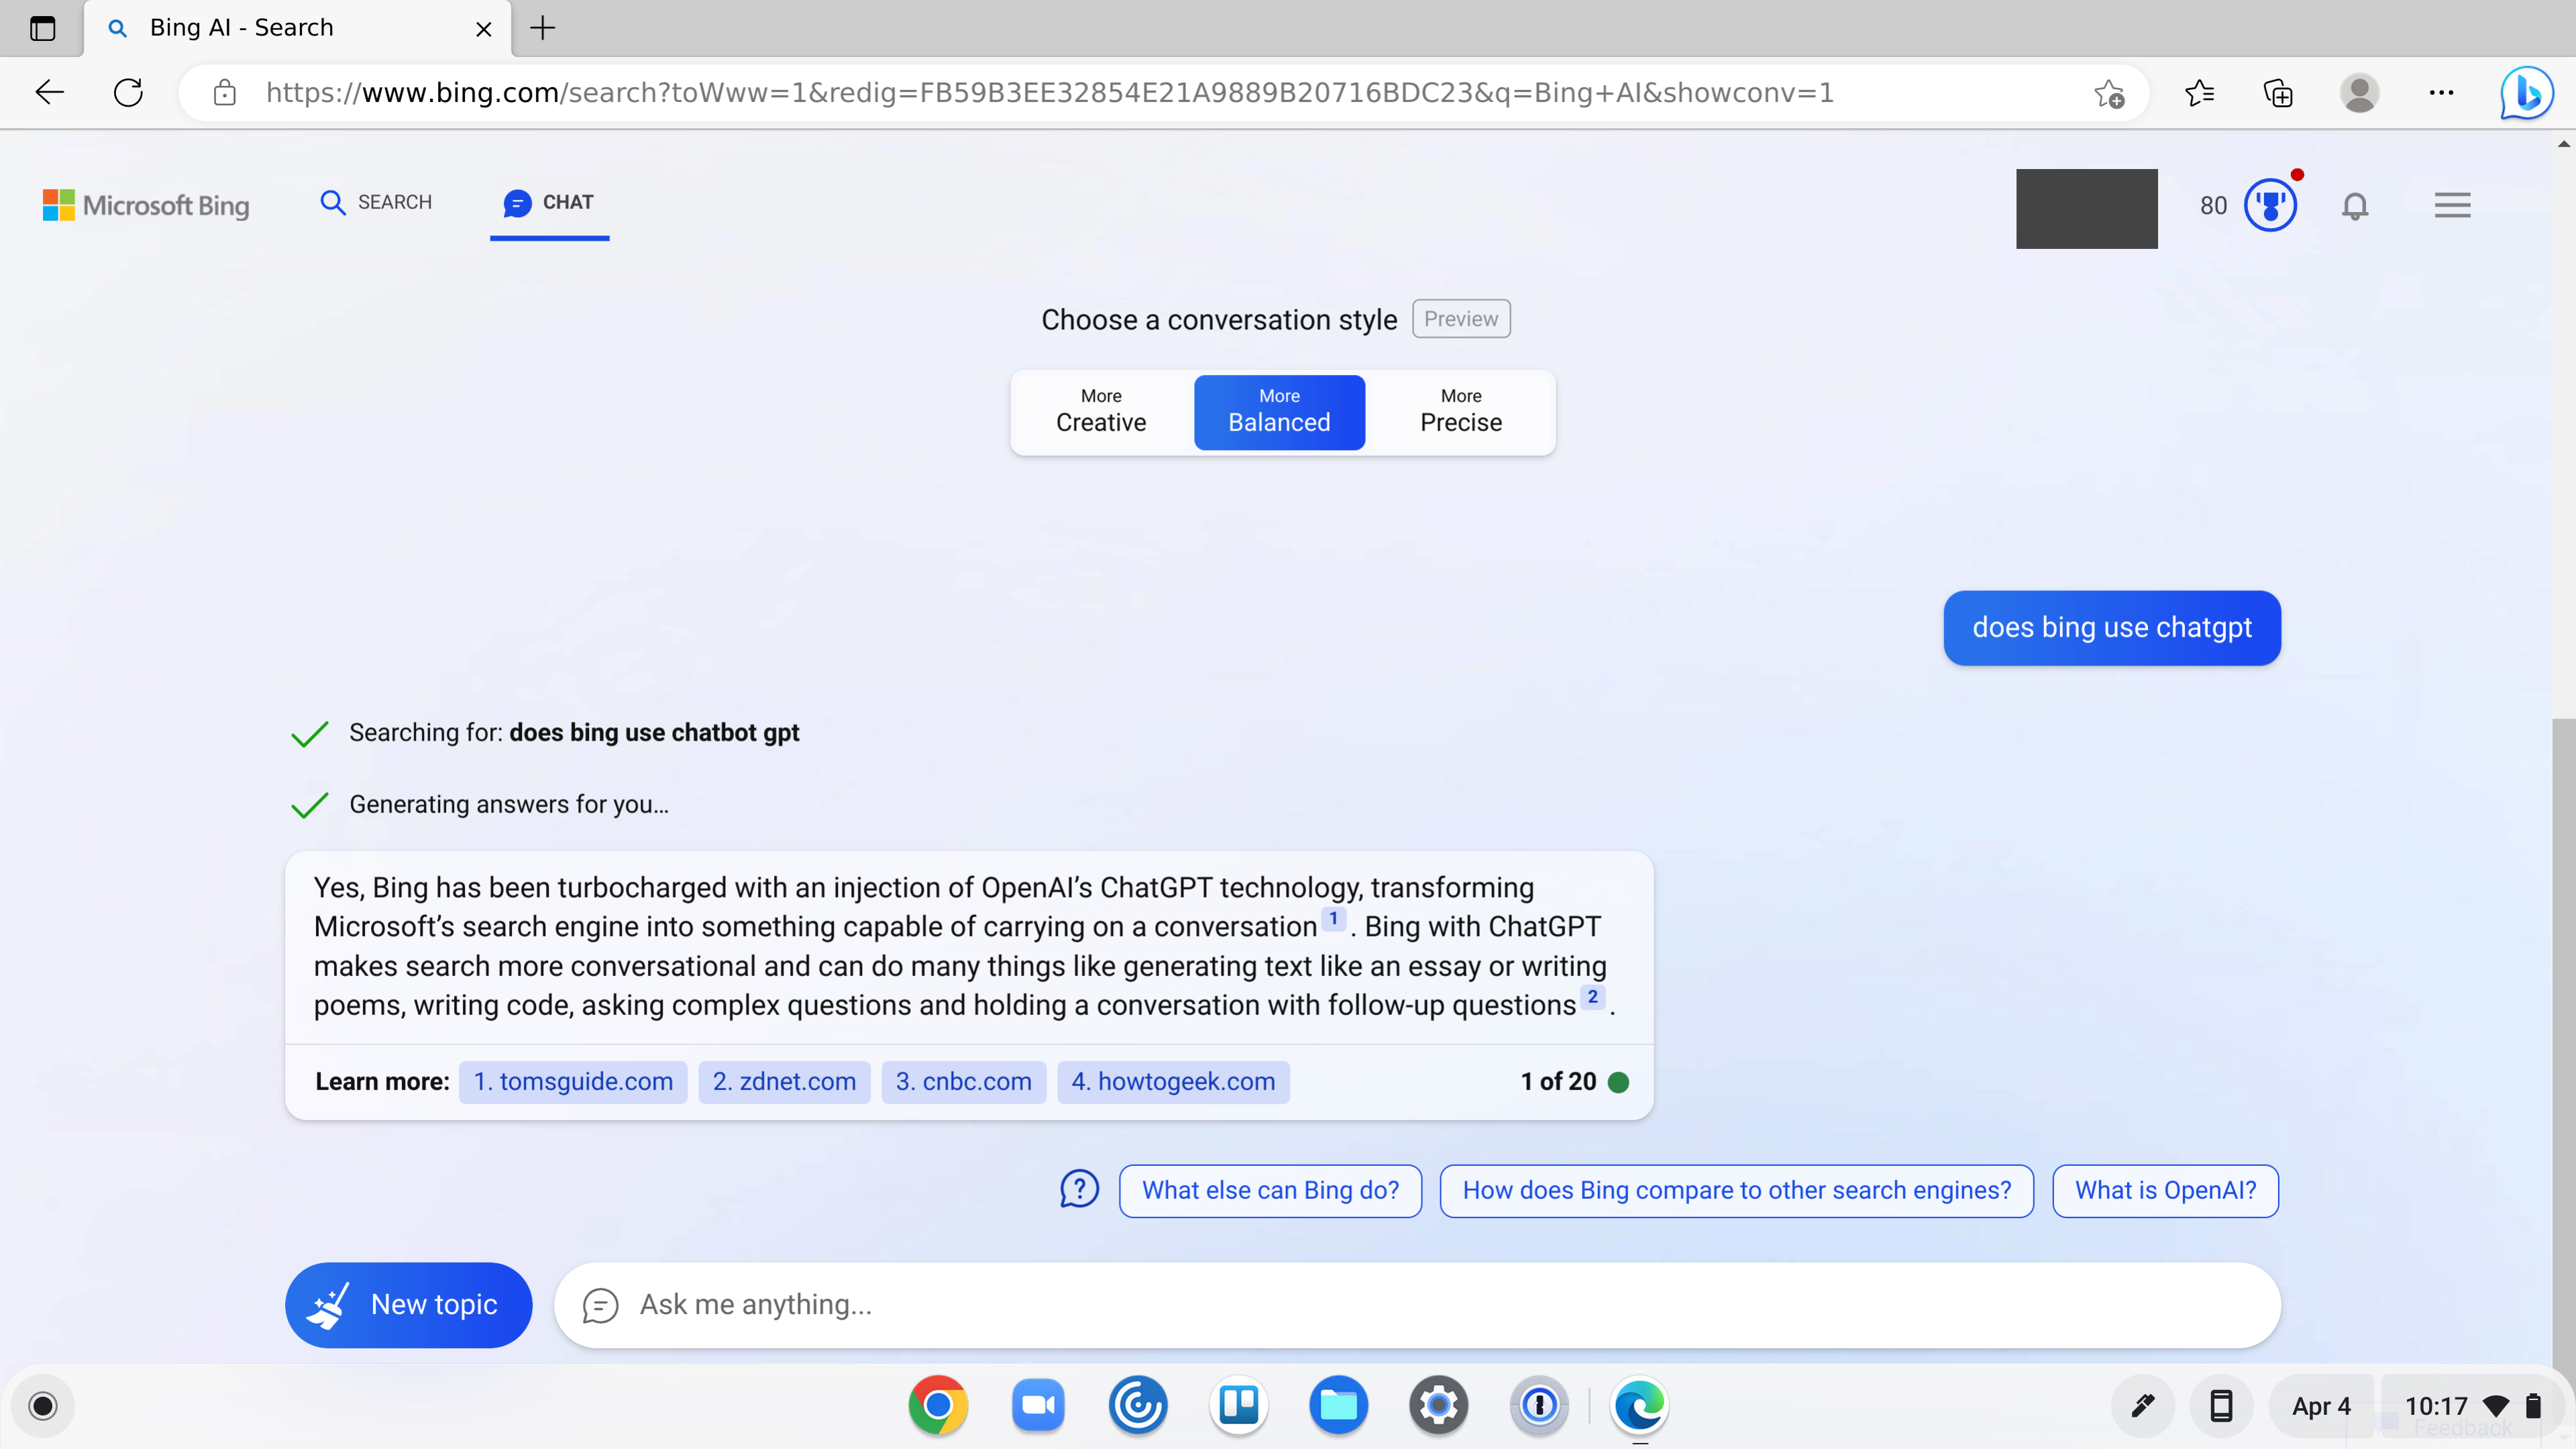 Bing AI - Search
https://www.bing.com/search?toWww=1&redig=FB59B3EE32854E21A9889B20716BDC23&q=Bing+AI&showconv=1
Microsoft Bing
SEARCH
CHAT
80
Choose a conversation style
Preview
More
Creative
More
Balanced
More
Precise
does bing use chatgpt
Searching for: does bing use chatbot gpt
Generating answers for you...
Yes, Bing has been turbocharged with an injection of OpenAI’s ChatGPT technology, transforming
Microsoft’s search engine into something capable of carrying on a conversation 1 . Bing with ChatGPT
makes search more conversational and can do many things like generating text like an essay or writing
poems, writing code, asking complex questions and holding a conversation with follow-up questions 2 .
Learn more: 1. tomsguide.com 2. zdnet.com 3. cnbc.com 4. howtogeek.com 1 of 20
What else can Bing do?
How does Bing compare to other search engines?
What is OpenAI?
New topic
Ask me anything...
Apr 4
10:17
Feedback